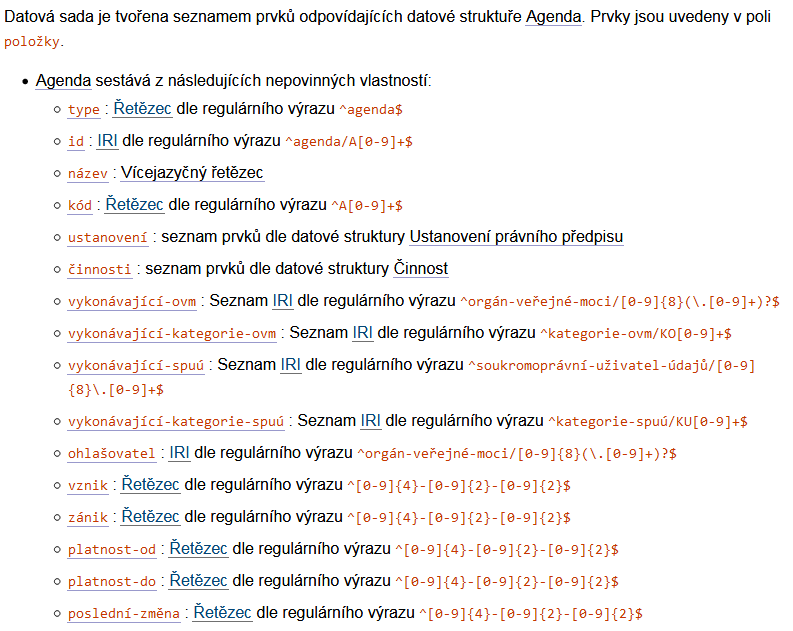 Datová sada je tvořena seznamem prvků odpovídajících datové struktuře Agenda. Prvky jsou uvedeny v poli
položky.
• Agenda sestává z následujících nepovinných vlastností:
○ type : Řetězec dle regulárního výrazu ^agenda$
○ id : IRI dle regulárního výrazu ^agenda/A[0-9]+$
○ název : Vícejazyčný řetězec
○ kód : Řetězec dle regulárního výrazu ^A[0-9]+$
○ ustanovení : seznam prvků dle datové struktury Ustanovení právního předpisu
○ činnosti : seznam prvků dle datové struktury Činnost
○ vykonávající-ovm : Seznam IRI dle regulárního výrazu ^orgán-veřejné-moci/[0-9]{8}(\.[0-9]+)?$
○ vykonávající-kategorie-ovm : Seznam IRI dle regulárního výrazu ^kategorie-ovm/KO[0-9]+$
○ vykonávající-spuú : Seznam IRI dle regulárního výrazu ^soukromoprávní-uživatel-údajů/[0-9]
{8}\.[0-9]+$
○ vykonávající-kategorie-spuú : Seznam IRI dle regulárního výrazu ^kategorie-spuú/KU[0-9]+$
○ ohlašovatel : IRI dle regulárního výrazu ^orgán-veřejné-moci/[0-9]{8}(\.[0-9]+)?$
○ vznik : Řetězec dle regulárního výrazu ^[0-9]{4}-[0-9]{2}-[0-9]{2}$
○ zánik : Řetězec dle regulárního výrazu ^[0-9]{4}-[0-9]{2}-[0-9]{2}$
○ platnost-od : Řetězec dle regulárního výrazu ^[0-9]{4}-[0-9]{2}-[0-9]{2}$
○ platnost-do : Řetězec dle regulárního výrazu ^[0-9]{4}-[0-9]{2}-[0-9]{2}$
○ poslední-změna : Řetězec dle regulárního výrazu ^[0-9]{4}-[0-9]{2}-[0-9]{2}$